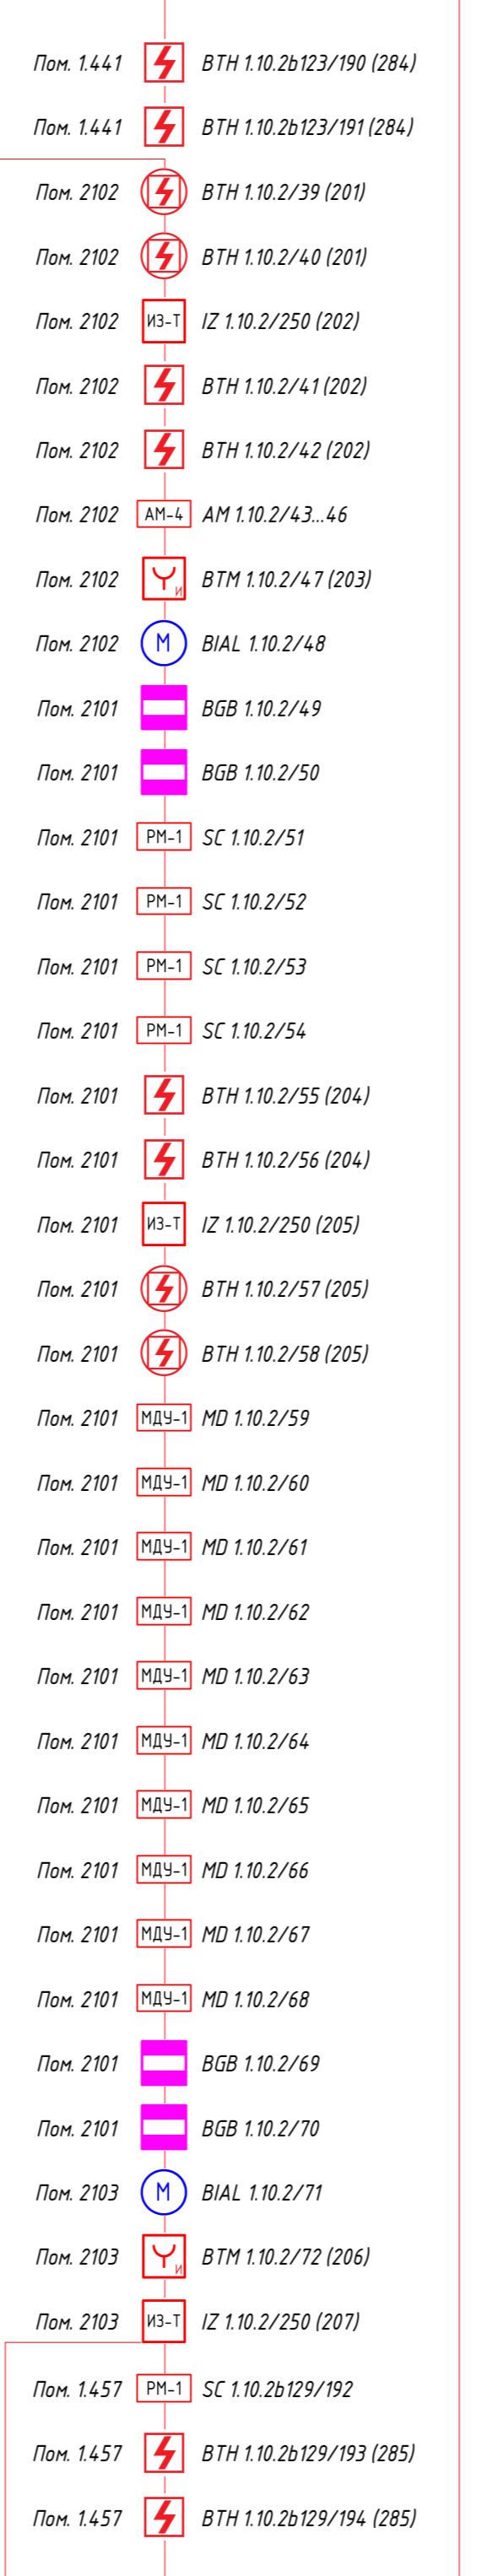 Пом. 1.441 BTH 1.10.2b123/190 (284)
Пом. 1.441 BTH 1.10.2b123/191 (284)
Пом. 2102 BTH 1.10.2/39 (201)
Пом. 2102 BTH 1.10.2/40 (201)
Пом. 2102 ИЗ-Т IZ 1.10.2/250 (202)
Пом. 2102 BTH 1.10.2/41 (202)
Пом. 2102 BTH 1.10.2/42 (202)
Пом. 2102 АМ-4 AM 1.10.2/43...46
Пом. 2102 И BTM 1.10.2/47 (203)
Пом. 2102 М BIAL 1.10.2/48
Пом. 2101 BGB 1.10.2/49
Пом. 2101 BGB 1.10.2/50
Пом. 2101 РМ-1 SC 1.10.2/51
Пом. 2101 РМ-1 SC 1.10.2/52
Пом. 2101 РМ-1 SC 1.10.2/53
Пом. 2101 РМ-1 SC 1.10.2/54
Пом. 2101 BTH 1.10.2/55 (204)
Пом. 2101 BTH 1.10.2/56 (204)
Пом. 2101 ИЗ-Т IZ 1.10.2/250 (205)
Пом. 2101 BTH 1.10.2/57 (205)
Пом. 2101 BTH 1.10.2/58 (205)
Пом. 2101 МДУ-1 MD 1.10.2/59
Пом. 2101 МДУ-1 MD 1.10.2/60
Пом. 2101 МДУ-1 MD 1.10.2/61
Пом. 2101 МДУ-1 MD 1.10.2/62
Пом. 2101 МДУ-1 MD 1.10.2/63
Пом. 2101 МДУ-1 MD 1.10.2/64
Пом. 2101 МДУ-1 MD 1.10.2/65
Пом. 2101 МДУ-1 MD 1.10.2/66
Пом. 2101 МДУ-1 MD 1.10.2/67
Пом. 2101 МДУ-1 MD 1.10.2/68
Пом. 2101 BGB 1.10.2/69
Пом. 2101 BGB 1.10.2/70
Пом. 2103 М BIAL 1.10.2/71
Пом. 2103 И BTM 1.10.2/72 (206)
Пом. 2103 ИЗ-Т IZ 1.10.2/250 (207)
Пом. 1.457 РМ-1 SC 1.10.2b129/192
Пом. 1.457 BTH 1.10.2b129/193 (285)
Пом. 1.457 BTH 1.10.2b129/194 (285)